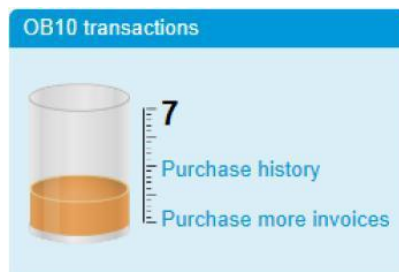 OB10 transactions
7
Purchase history
Purchase more invoices